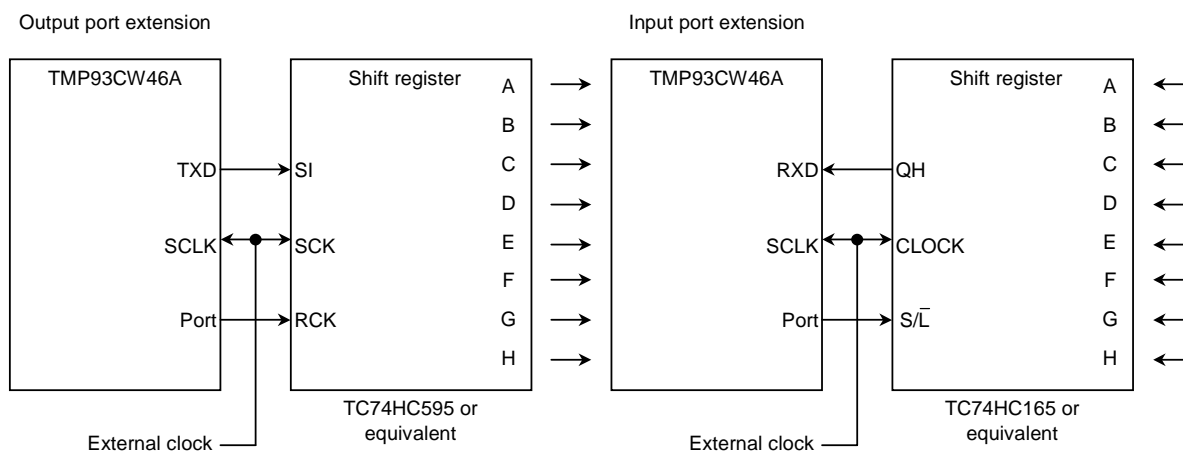 Output port extension
TMP93CW46A
Shift register
TXD
SI
SCLK
SCK
Port
RCK
A
B
C
D
E
F
G
H
TC74HC595 or
equivalent
External clock
Input port extension
TMP93CW46A
Shift register
RXD
QH
SCLK
CLOCK
Port
S/L̅
A
B
C
D
E
F
G
H
TC74HC165 or
equivalent
External clock